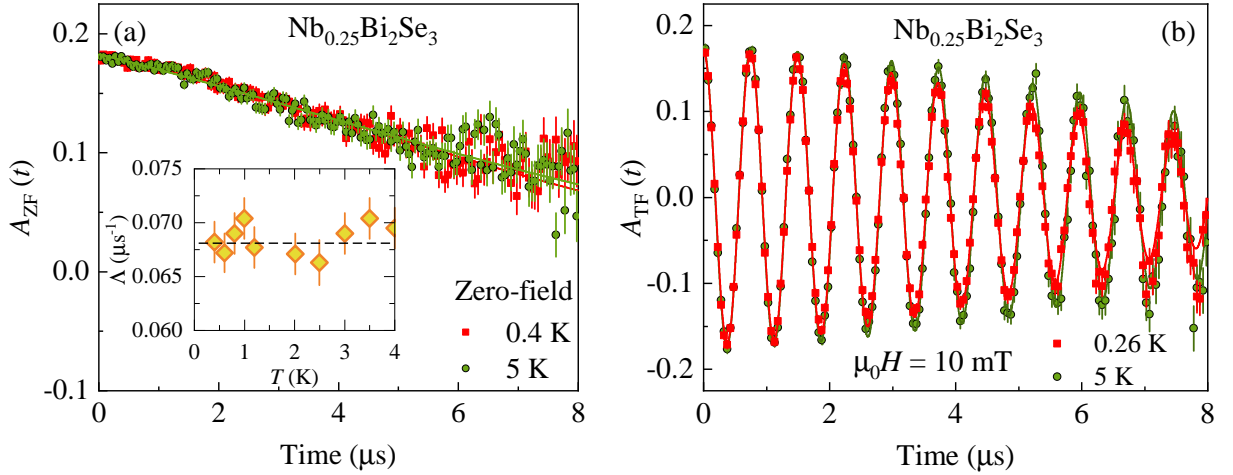 (a)
Nb0.25Bi2Se3
0.2
0.1
0.0
-0.1
AZF(t)
0
2
4
6
8
Time (μs)
Zero-field
0.4 K
5 K
0.075
0.070
0.065
0.060
Λ (μs-1)
0
1
2
3
4
T (K)
Nb0.25Bi2Se3
(b)
0.2
0.1
0.0
-0.1
-0.2
ATF(t)
0
2
4
6
8
Time (μs)
μ0H = 10 mT
0.26 K
5 K